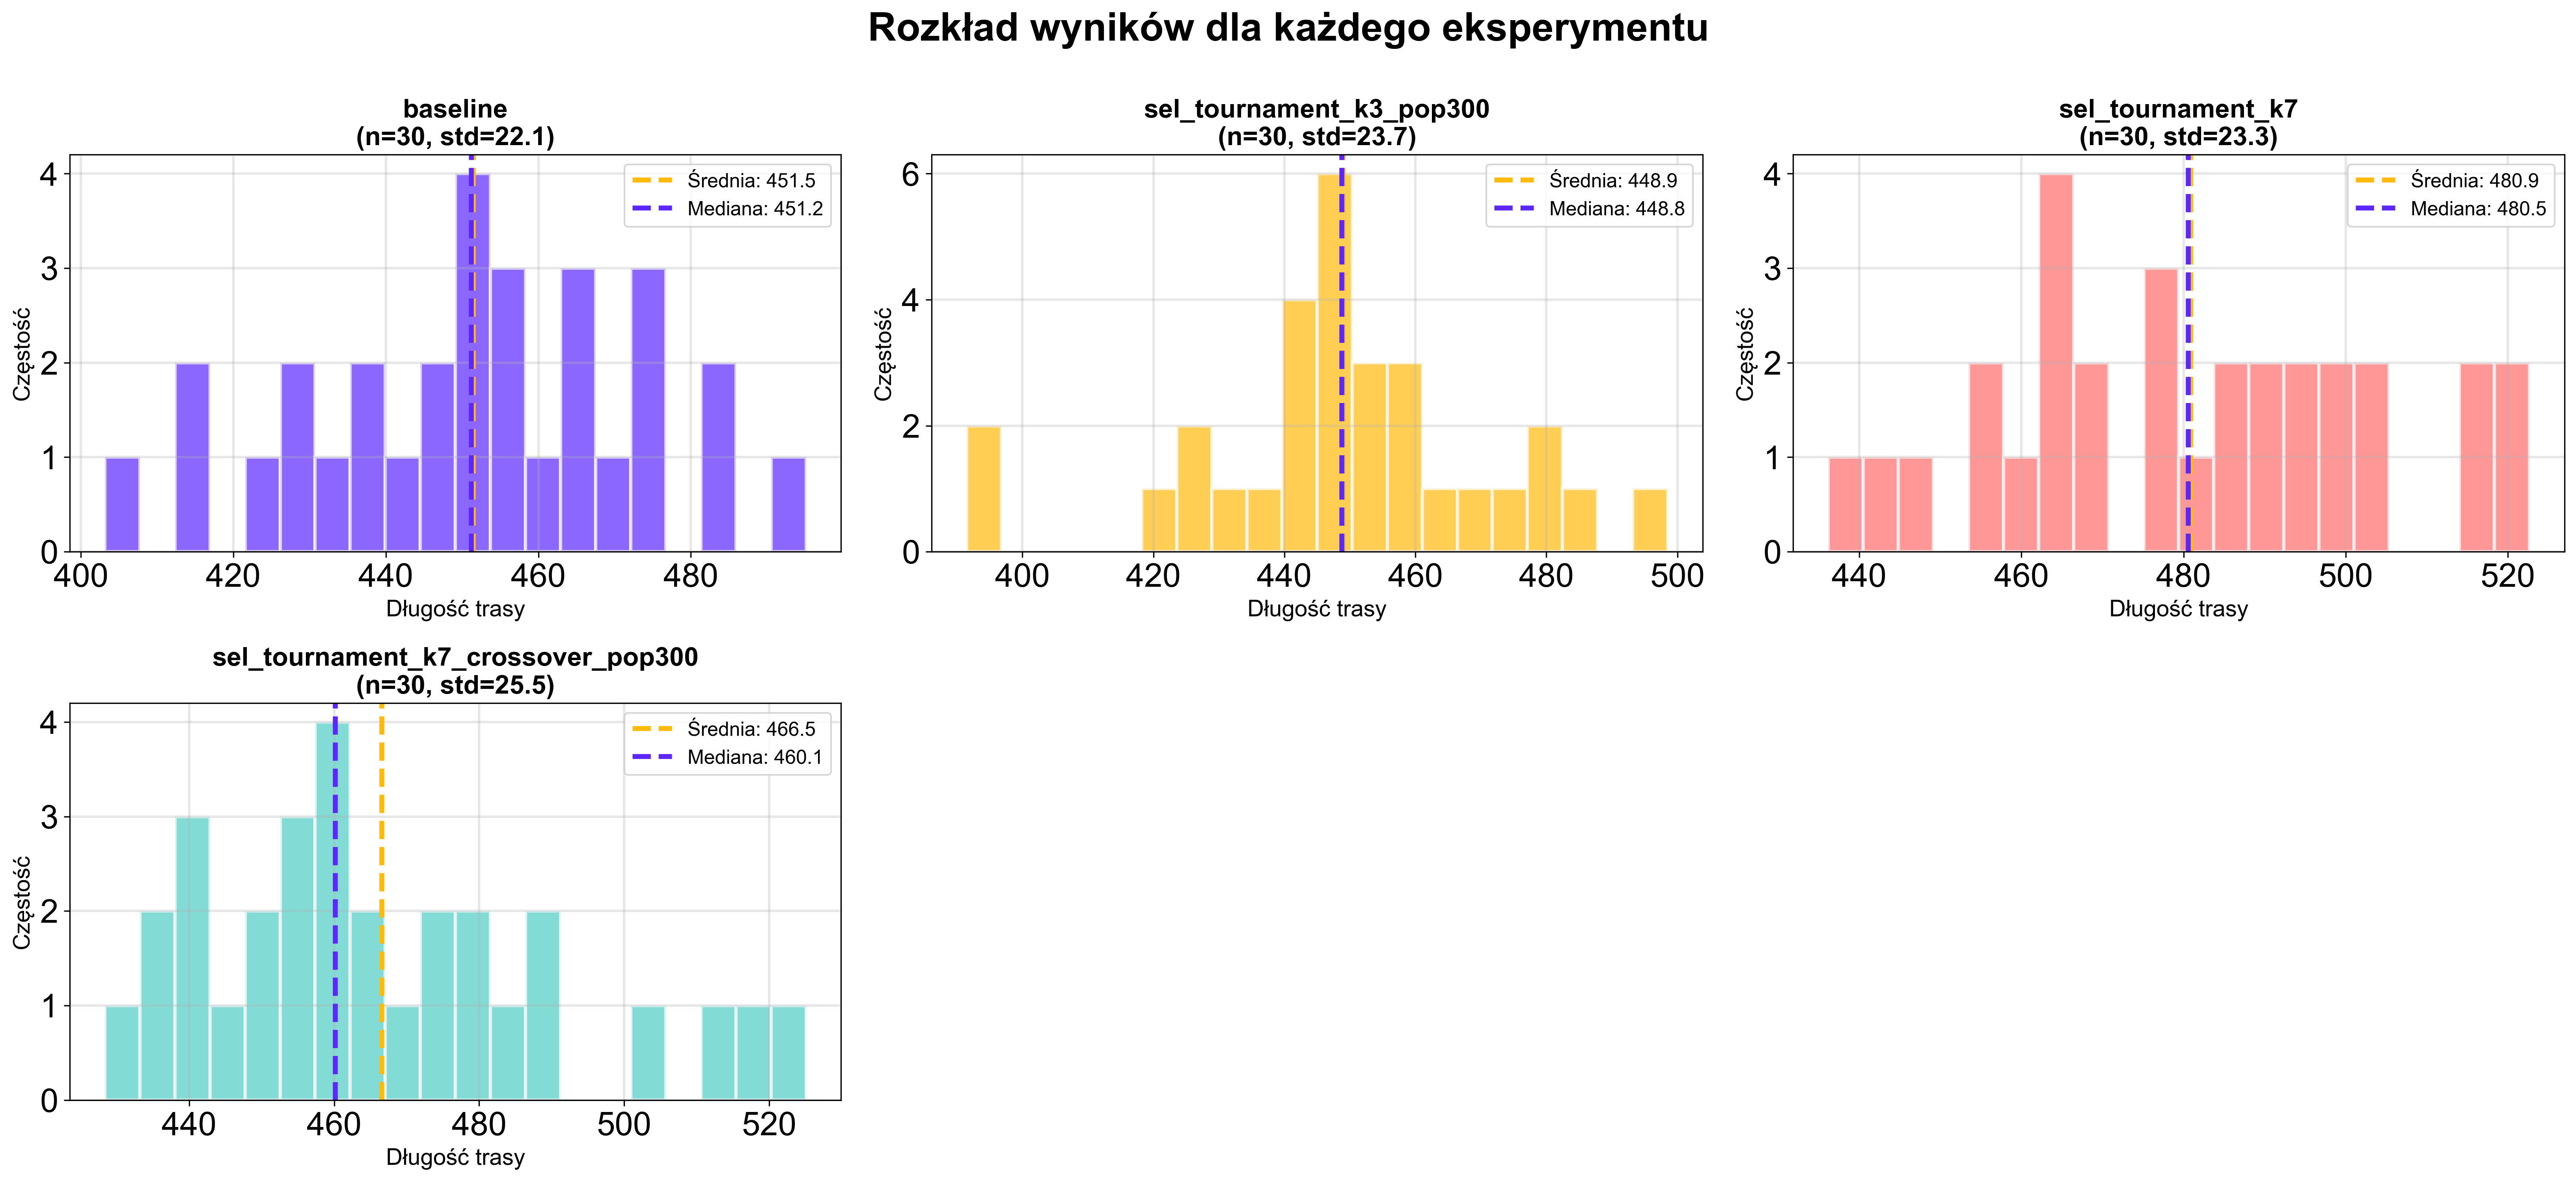 Rozkład wyników dla każdego eksperymentu
baseline
(n=30, std=22.1)
4
3
2
1
0
Częstość
Średnia: 451.5
Mediana: 451.2
400 420 440 460 480
Długość trasy
sel_tournament_k3_pop300
(n=30, std=23.7)
6
4
2
0
Częstość
Średnia: 448.9
Mediana: 448.8
400 420 440 460 480 500
Długość trasy
sel_tournament_k7
(n=30, std=23.3)
4
3
2
1
0
Częstość
Średnia: 480.9
Mediana: 480.5
440 460 480 500 520
Długość trasy
sel_tournament_k7_crossover_pop300
(n=30, std=25.5)
4
3
2
1
0
Częstość
Średnia: 466.5
Mediana: 460.1
440 460 480 500 520
Długość trasy